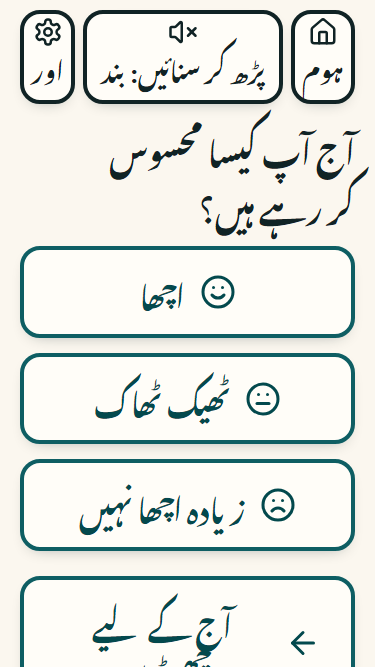 ہوم
پڑھ کر سنائیں: بند
اور
آج آپ کیسا محسوس
کر رہے ہیں؟
اچھا
ٹھیک ٹھاک
زیادہ اچھا نہیں
آج کے لیے